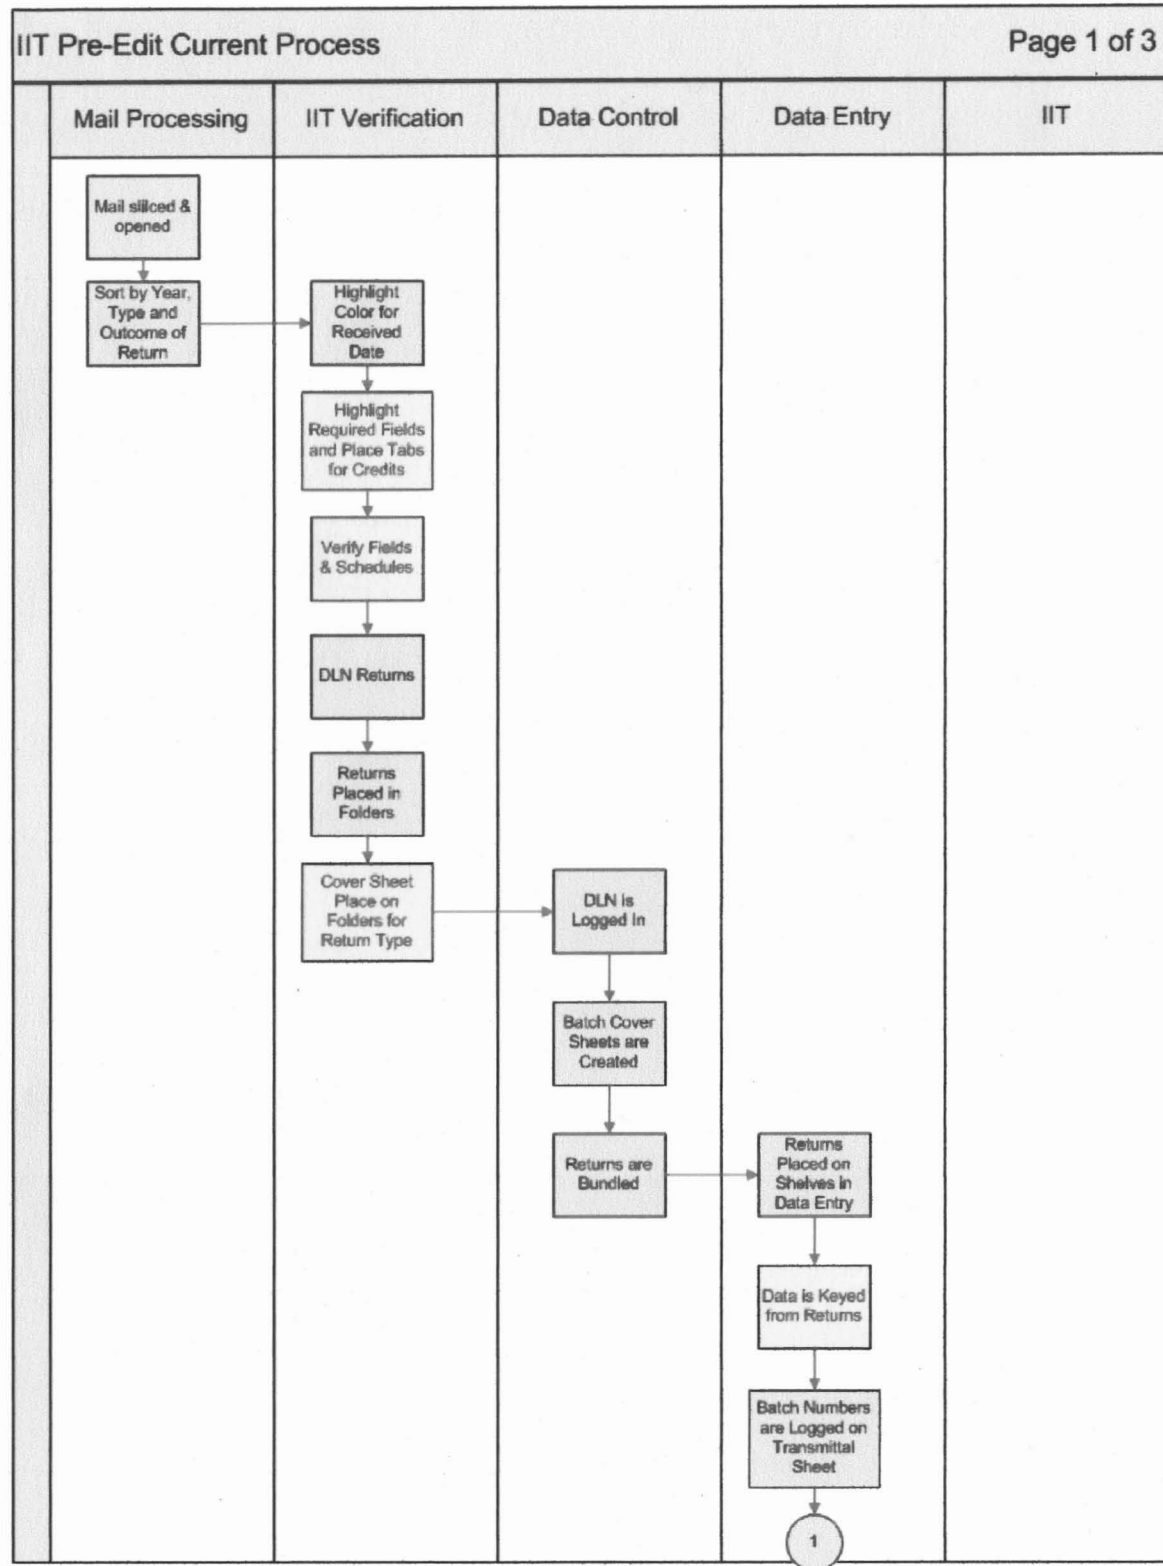 IIT Pre-Edit Current Process
Page 1 of 3
Mail Processing
IIT Verification
Data Control
Data Entry
IIT
Mail sliced &
opened
Sort by Year,
Type and
Outcome of
Return
Highlight
Color for
Received
Date
Highlight
Required Fields
and Place Tabs
for Credits
Verify Fields
& Schedules
DLN Returns
Returns
Placed in
Folders
Cover Sheet
Place on
Folders for
Return Type
DLN is
Logged In
Batch Cover
Sheets are
Created
Returns are
Bundled
Returns
Placed on
Shelves in
Data Entry
Data is Keyed
from Returns
Batch Numbers
are Logged on
Transmittal
Sheet
1